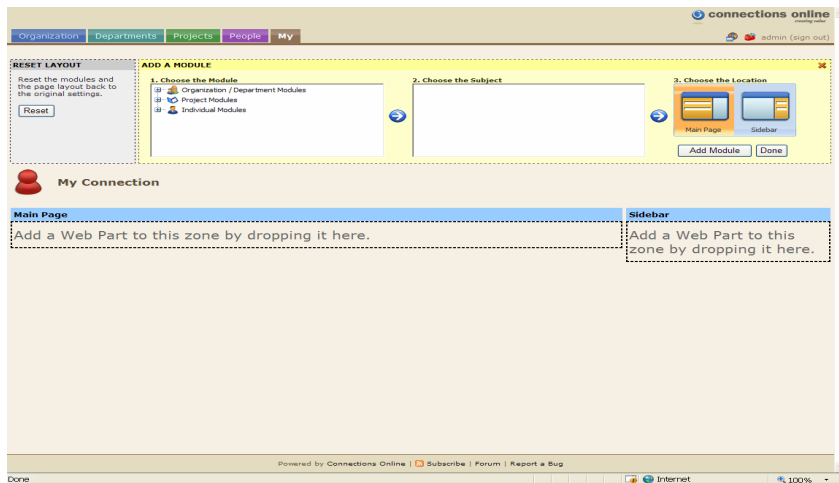 connections online
creating online
Organization Departments Projects People My
admin (sign out)
RESET LAYOUT
Reset the modules and
the page layout back to
the original settings.
Reset
ADD A MODULE
1. Choose the Module
Organization / Department Modules
Project Modules
Individual Modules
2. Choose the Subject
3. Choose the Location
Main Page Sidebar
Add Module Done
My Connection
Main Page
Add a Web Part to this zone by dropping it here.
Sidebar
Add a Web Part to this
zone by dropping it here.
Powered by Connections Online | Subscribe | Forum | Report a Bug
Done Internet 100%